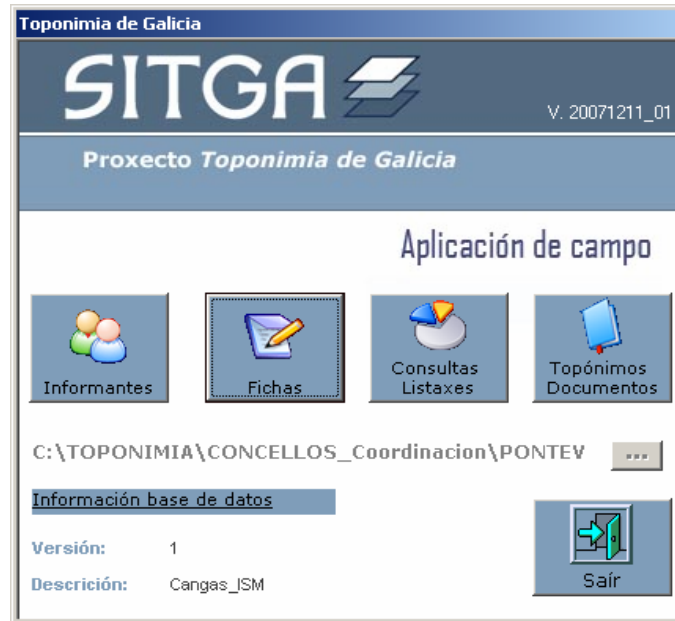 Toponimia de Galicia
SITGA
V. 20071211_01
Proxecto Toponimia de Galicia
Aplicación de campo
Informantes
Fichas
Consultas
Listaxes
Topónimos
Documentos
C:\TOPONIMIA\CONCELLOS_Coordinacion\PONTEV
...
Información base de datos
Versión: 1
Descrición: Cangas_ISM
Saír